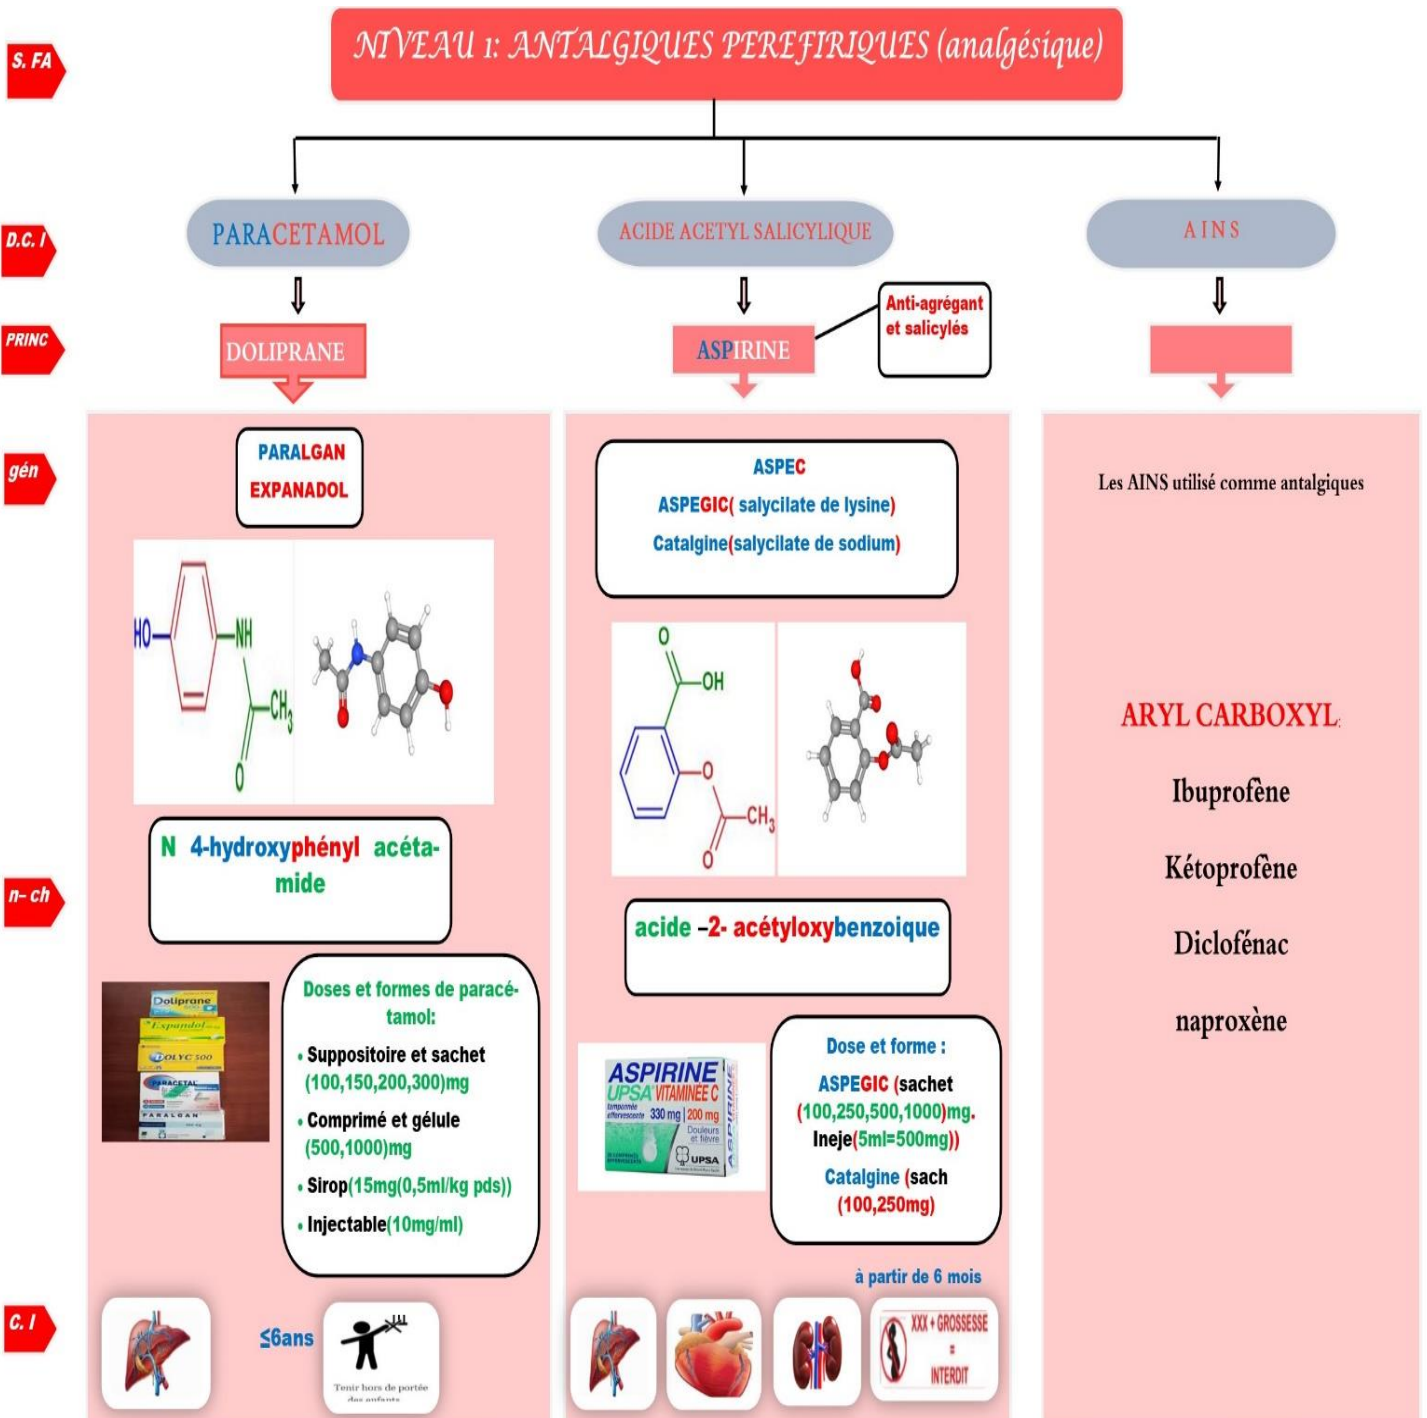 S. FA
NIVEAU 1: ANTALGIQUES PEREFIRIQUES (analgésique)
D.C. I
PARACETAMOL
ACIDE ACETYL SALICYLIQUE
AINS
PRINC
DOLIPRANE
ASPIRINE
Anti-agrégant
et salicylés
gén
PARALGAN
EXPANADOL
ASPEC
ASPEGIC( salycilate de lysine)
Catalgine(salycilate de sodium)
Les AINS utilisé comme antalgiques
HO
NH
CH3
O
O
OH
O
CH3
O
ARYL CARBOXYL:
Ibuprofène
Kétoprofène
Diclofénac
naproxène
n– ch
N 4-hydroxyphényl acéta-
mide
acide –2- acétyloxybenzoique
Doliprane
Expandol
DOLYC 500
PARACETAL
PARALGAN
Doses et formes de paracé-
tamol:
• Suppositoire et sachet
(100,150,200,300)mg
• Comprimé et gélule
(500,1000)mg
• Sirop(15mg(0,5ml/kg pds))
• Injectable(10mg/ml)
ASPIRINE
UPSA VITAMINÉE C
tamponnée
effervescente 330 mg | 200 mg
Douleurs
et fièvre
UPSA
ASPIRINE
Dose et forme :
ASPEGIC (sachet
(100,250,500,1000)mg.
Ineje(5ml=500mg))
Catalgine (sach
(100,250mg)
à partir de 6 mois
C. I
≤6ans
Tenir hors de portée
des enfants
XXX + GROSSESSE
=
INTERDIT